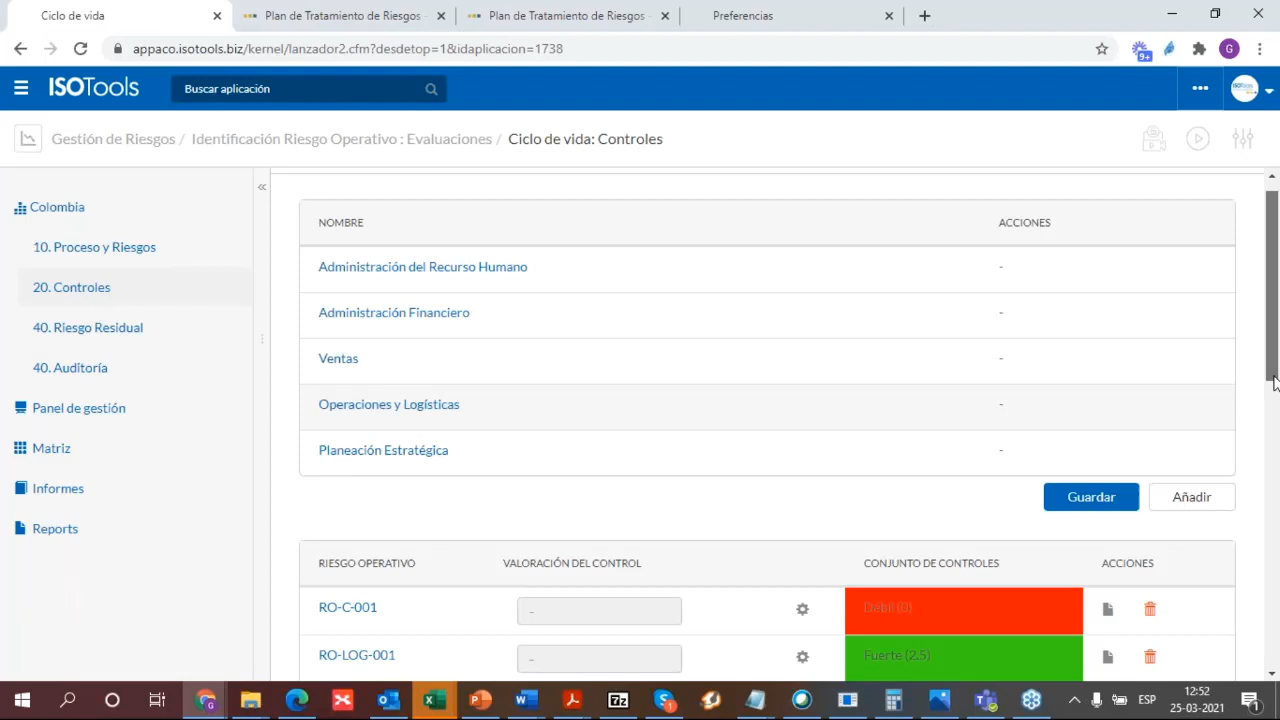 Ciclo de vida
Plan de Tratamiento de Riesgos -
Plan de Tratamiento de Riesgos -
Preferencias
appaco.isotools.biz/kernel/lanzador2.cfm?desdetop=1&idaplicacion=1738
9+
G
ISOTools
Buscar aplicación
Gestión de Riesgos / Identificación Riesgo Operativo : Evaluaciones / Ciclo de vida: Controles
Colombia
10. Proceso y Riesgos
20. Controles
40. Riesgo Residual
40. Auditoría
Panel de gestión
Matriz
Informes
Reports
NOMBRE ACCIONES
Administración del Recurso Humano -
Administración Financiero -
Ventas -
Operaciones y Logísticas -
Planeación Estratégica -
Guardar Añadir
RIESGO OPERATIVO VALORACIÓN DEL CONTROL CONJUNTO DE CONTROLES ACCIONES
RO-C-001 - Débil (0)
RO-LOG-001 - Fuerte (2,5)
ESP
12:52
25-03-2021